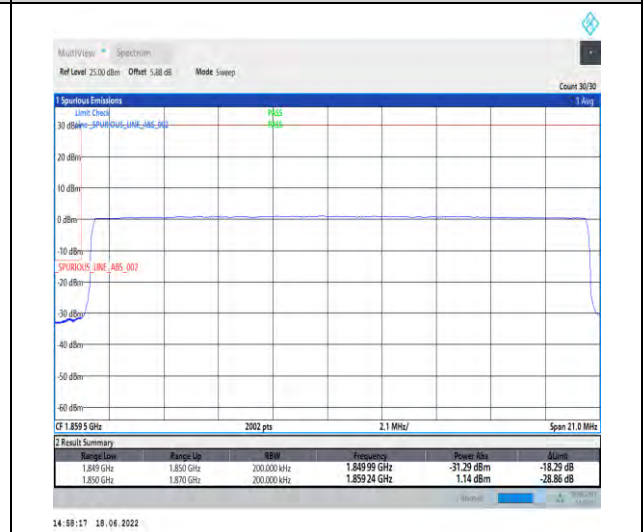 MultiView Spectrum
Ref Level 25.00 dBm Offset 5.88 dB Mode Sweep
Count 30/30
1 Spurious Emissions 1 Avg
Limit Check PASS
30 dBm _SPURIOUS_LINE_ABS_002 PASS
20 dBm
10 dBm
0 dBm
-10 dBm
_SPURIOUS_LINE_ABS_002
-20 dBm
-30 dBm
-40 dBm
-50 dBm
-60 dBm
CF 1.859 5 GHz 2002 pts 2.1 MHz/ Span 21.0 MHz
2 Result Summary
Range Low Range Up RBW Frequency Power Abs ΔLimit
1.849 GHz 1.850 GHz 200.000 kHz 1.849 99 GHz -31.29 dBm -18.29 dB
1.850 GHz 1.870 GHz 200.000 kHz 1.859 24 GHz 1.14 dBm -28.86 dB
14:58:17 18.06.2022